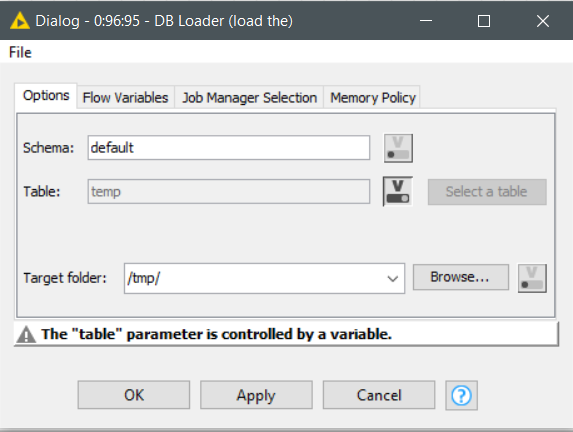 Dialog - 0:96:95 - DB Loader (load the)
File
Options Flow Variables Job Manager Selection Memory Policy
Schema: default V
Table: temp V Select a table
Target folder: /tmp/ Browse... V
The "table" parameter is controlled by a variable.
OK Apply Cancel ?